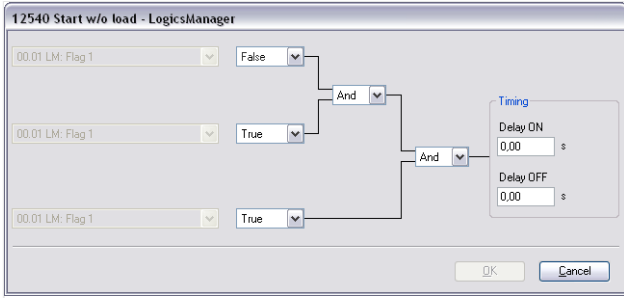 12540 Start w/o load - LogicsManager
00.01 LM: Flag 1
False
And
00.01 LM: Flag 1
True
And
Timing
Delay ON
0,00 s
Delay OFF
0,00 s
00.01 LM: Flag 1
True
OK
Cancel